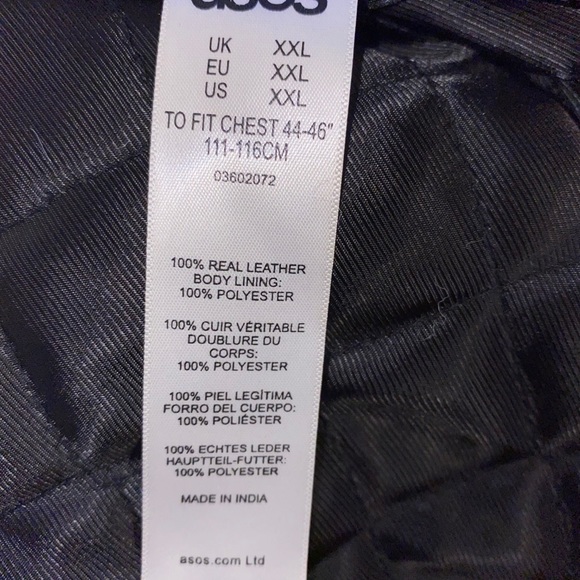 asos
UK XXL
EU XXL
US XXL
TO FIT CHEST 44-46"
111-116CM
03602072
100% REAL LEATHER
BODY LINING:
100% POLYESTER
100% CUIR VÉRITABLE
DOUBLURE DU
CORPS:
100% POLYESTER
100% PIEL LEGÍTIMA
FORRO DEL CUERPO:
100% POLIÉSTER
100% ECHTES LEDER
HAUPTTEIL-FUTTER:
100% POLYESTER
MADE IN INDIA
asos.com Ltd